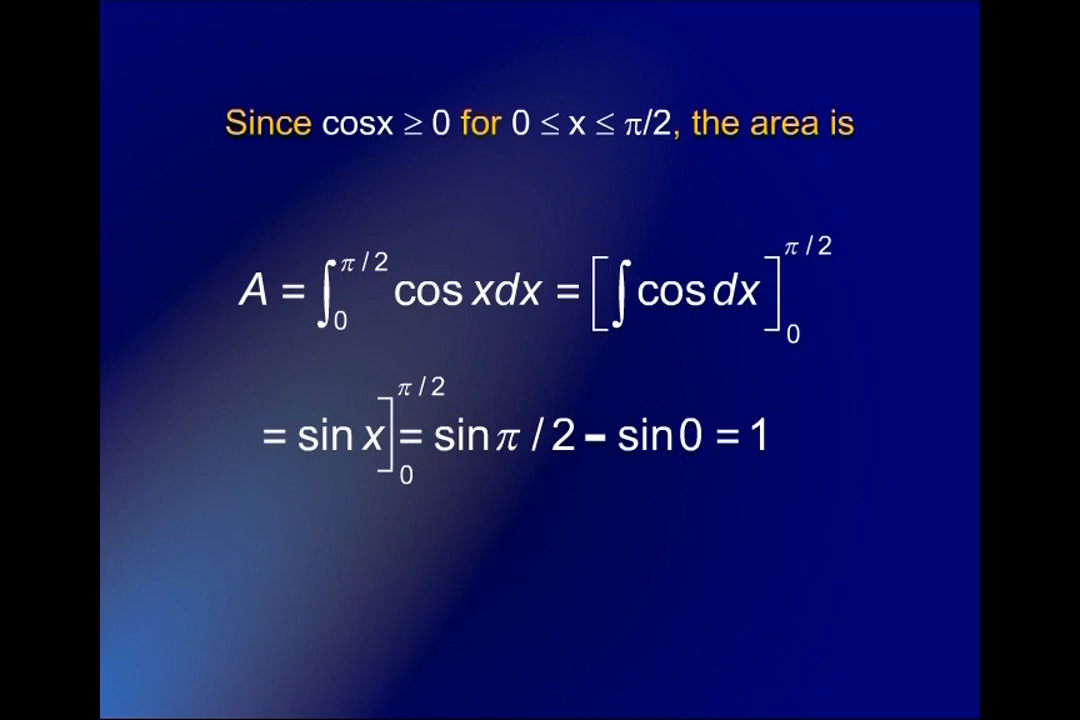 Since cosx ≥ 0 for 0 ≤ x ≤ π/2, the area is
A = ∫₀^{π/2} cos xdx = [∫ cos dx]₀^{π/2}
= sin x]₀^{π/2} = sin π / 2 − sin 0 = 1